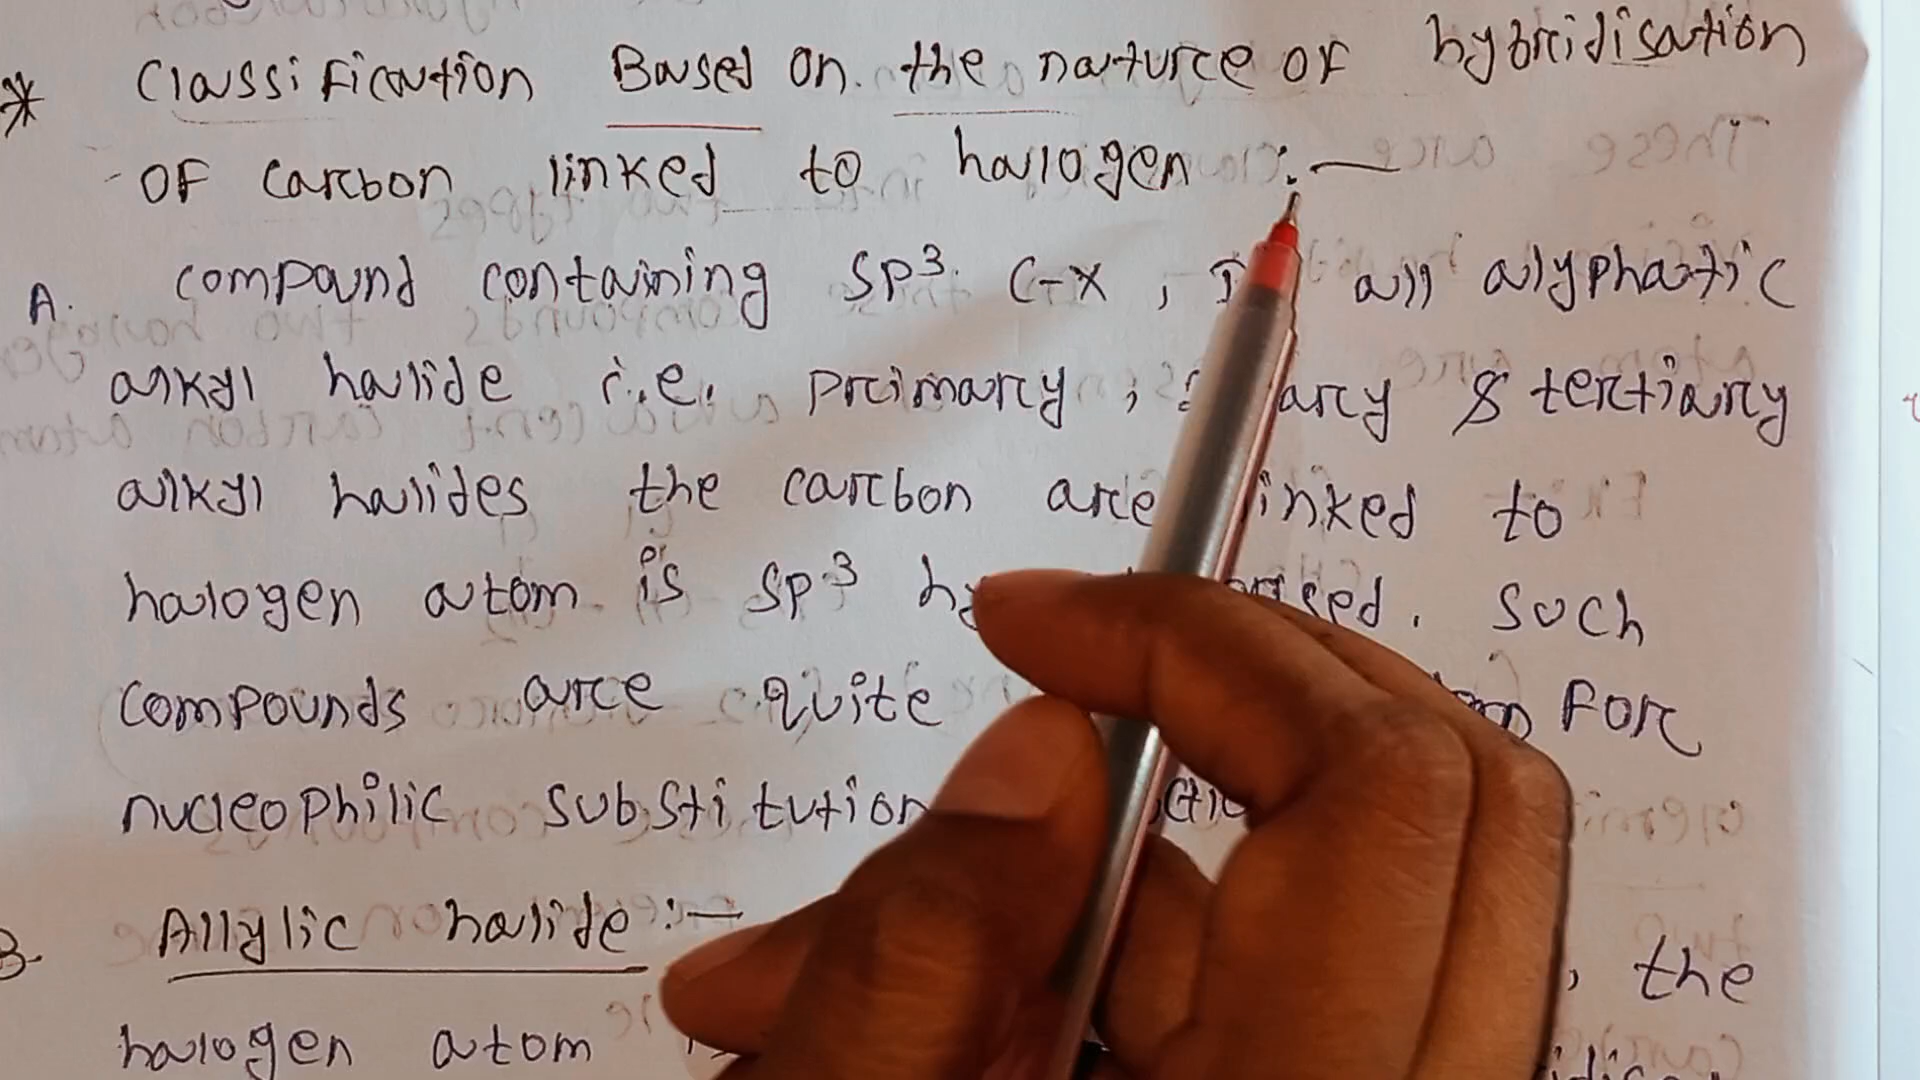 * Classification Based on the nature of hybridisation
of carbon linked to halogen :—
A. compound containing SP³ C-X , all alyphatic
alkyl halide i.e. primary , & tertiary
alkyl halides the carbon are linked to
halogen atom is SP³ Such
compounds are quite for
nucleophilic substitution
B. Allylic halide :— , the
halogen atom